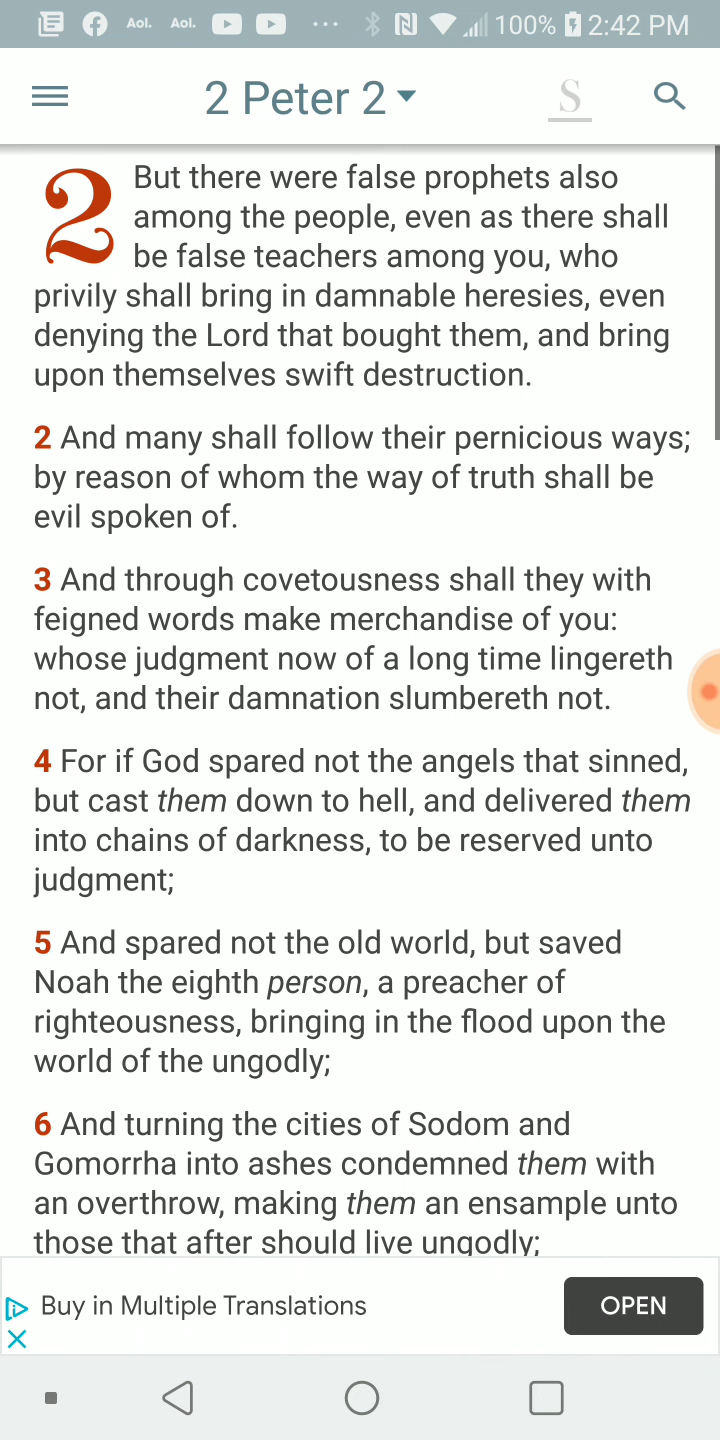 Aol. Aol. ... 100% 2:42 PM
2 Peter 2 S
2 But there were false prophets also
among the people, even as there shall
be false teachers among you, who
privily shall bring in damnable heresies, even
denying the Lord that bought them, and bring
upon themselves swift destruction.
2 And many shall follow their pernicious ways;
by reason of whom the way of truth shall be
evil spoken of.
3 And through covetousness shall they with
feigned words make merchandise of you:
whose judgment now of a long time lingereth
not, and their damnation slumbereth not.
4 For if God spared not the angels that sinned,
but cast them down to hell, and delivered them
into chains of darkness, to be reserved unto
judgment;
5 And spared not the old world, but saved
Noah the eighth person, a preacher of
righteousness, bringing in the flood upon the
world of the ungodly;
6 And turning the cities of Sodom and
Gomorrha into ashes condemned them with
an overthrow, making them an ensample unto
those that after should live ungodly;
Buy in Multiple Translations OPEN